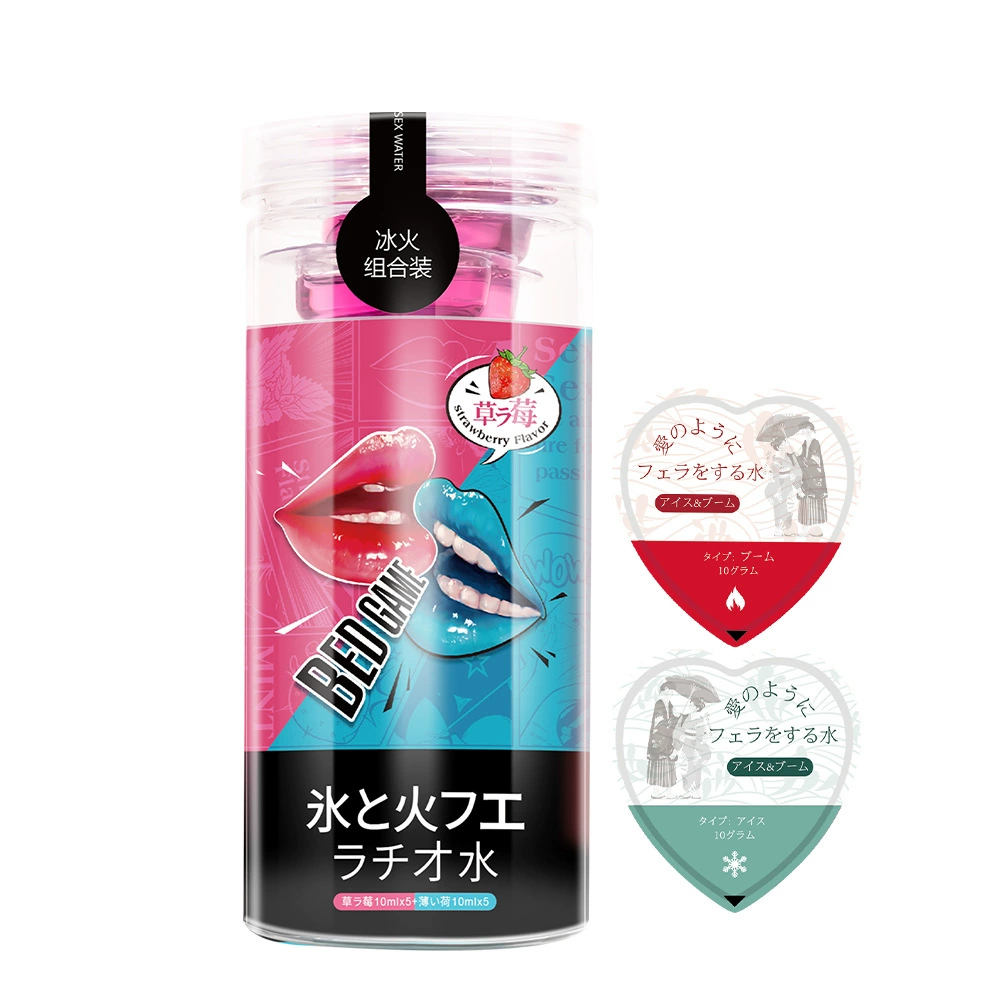 SEX WATER
冰火
组合装
草ラ莓
strawberry Flavor
WOW
MINT
BED GAME
氷と火フエ
ラチオ水
草ラ莓10mlx5+薄い荷10mlx5
愛のように
フェラをする水
アイス&ブーム
タイプ: ブーム
10グラム
愛のように
フェラをする水
アイス&ブーム
タイプ: アイス
10グラム